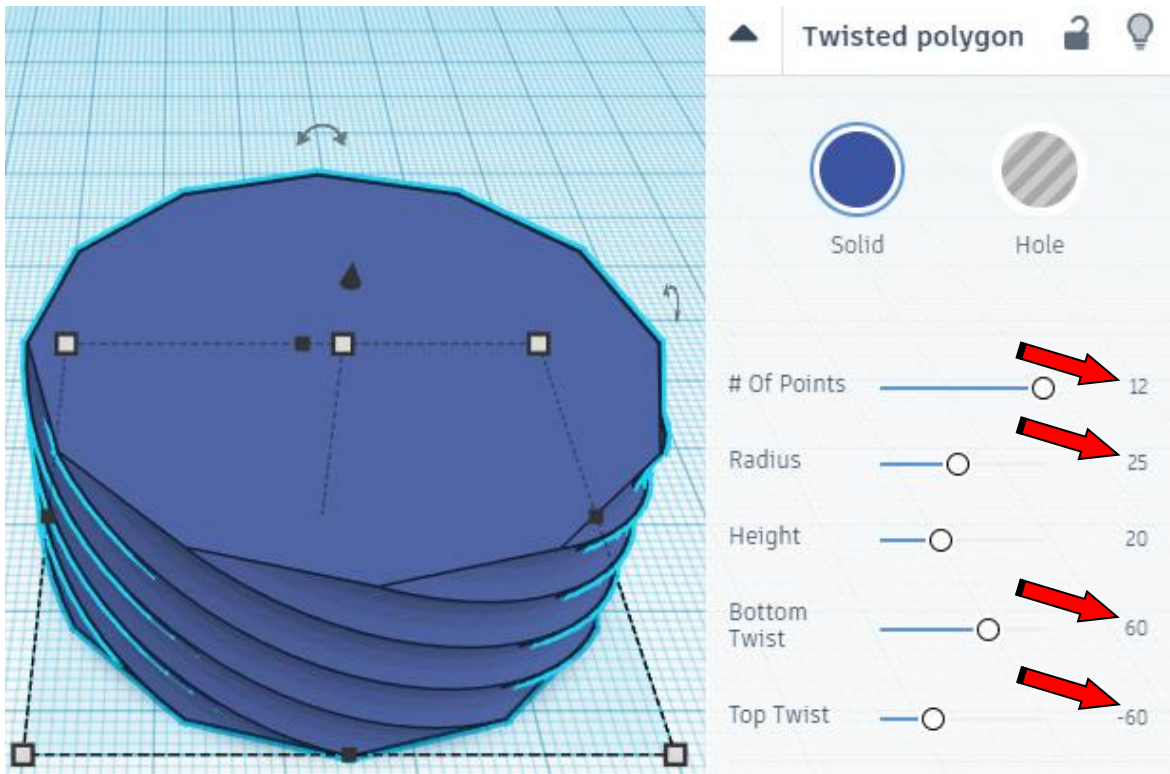 Twisted polygon
Solid Hole
# Of Points 12
Radius 25
Height 20
Bottom
Twist 60
Top Twist -60